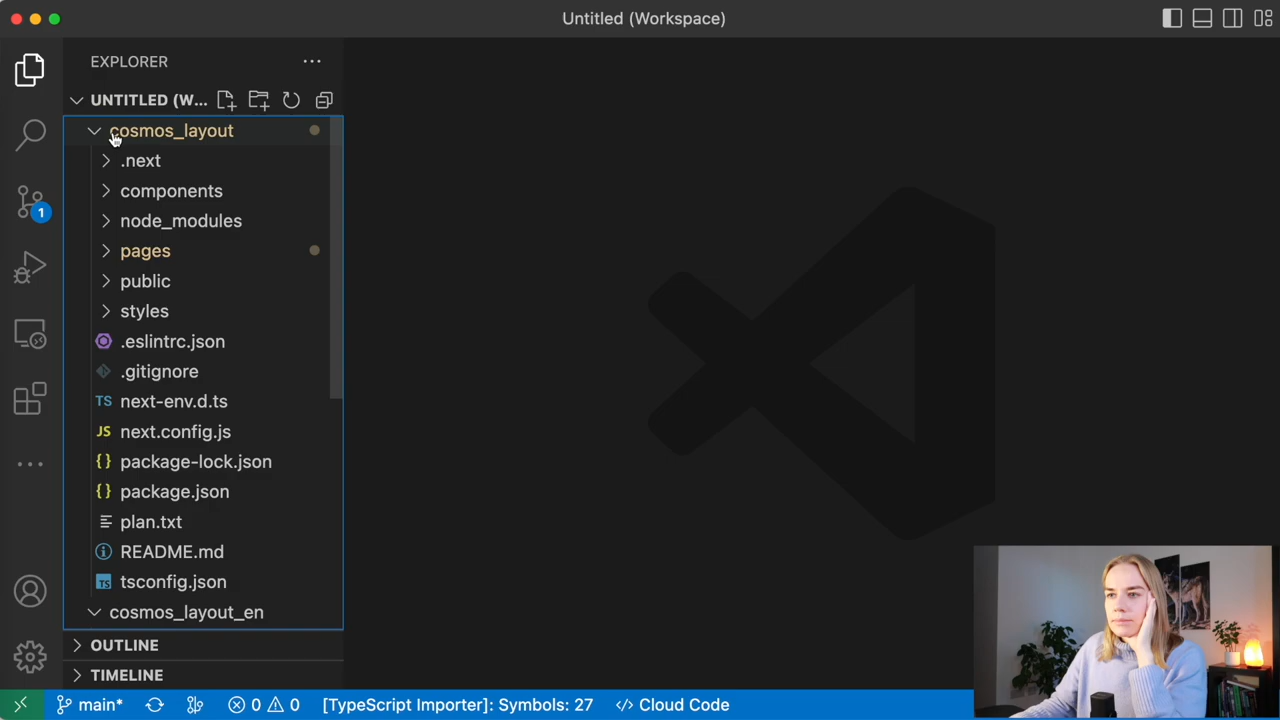 Untitled (Workspace)
EXPLORER
UNTITLED (W...
cosmos_layout
.next
components
node_modules
pages
public
styles
.eslintrc.json
.gitignore
TS next-env.d.ts
JS next.config.js
{} package-lock.json
{} package.json
plan.txt
README.md
TS tsconfig.json
cosmos_layout_en
OUTLINE
TIMELINE
1
main* 0 0 [TypeScript Importer]: Symbols: 27 </> Cloud Code